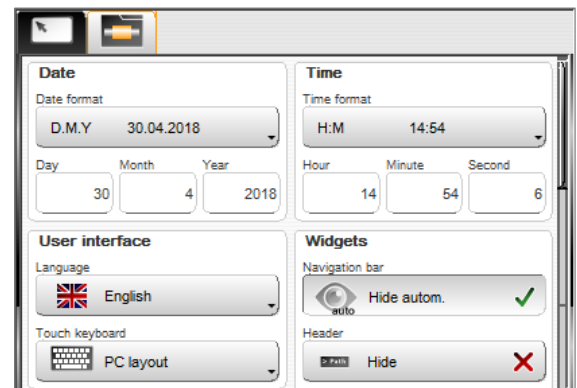 Date
Date format
D.M.Y 30.04.2018
Day Month Year
30 4 2018
Time
Time format
H:M 14:54
Hour Minute Second
14 54 6
User interface
Language
English
Touch keyboard
PC layout
Widgets
Navigation bar
auto Hide autom.
Header
> Path Hide